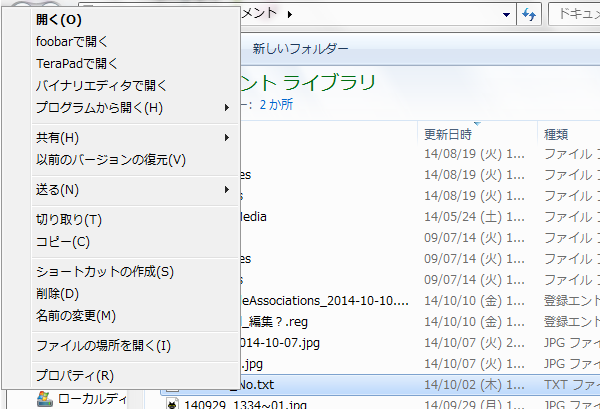 開く(O)
foobarで開く
TeraPadで開く
バイナリエディタで開く
プログラムから開く(H)
共有(H)
以前のバージョンの復元(V)
送る(N)
切り取り(T)
コピー(C)
ショートカットの作成(S)
削除(D)
名前の変更(M)
ファイルの場所を開く(I)
プロパティ(R)
メント
ドキュメ
新しいフォルダー
ント ライブラリ
ー: 2 か所
更新日時 種類
14/08/19 (火) 1... ファイル フ
es 14/08/19 (火) 1... ファイル フ
es 14/08/19 (火) 1... ファイル フ
Media 14/05/24 (土) 1... ファイル フ
09/07/14 (火) 1... ファイル フ
es 09/07/14 (火) 1... ファイル フ
es 09/07/14 (火) 1... ファイル フ
eAssociations_2014-10-10.... 14/10/10 (金) 1... 登録エント
_編集？.reg 14/10/10 (金) 1... 登録エント
014-10-07.jpg 14/10/07 (火) 2... JPG ファイ
.jpg 14/10/07 (火) 1... JPG ファイ
_No.txt 14/10/02 (木) 1... TXT ファイ
140929_1334~01.jpg 14/09/29 (月) 1... JPG ファイ
ローカルディ